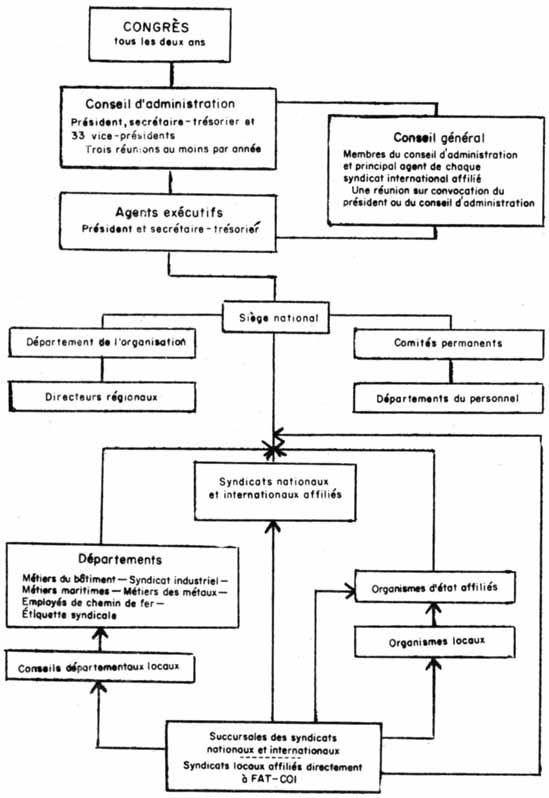 CONGRÈS
tous les deux ans
Conseil d'administration
Président, secrétaire-trésorier et
33 vice-présidents
Trois réunions au moins par année
Conseil général
Membres du conseil d'administration
et principal agent de chaque
syndicat international affilié
Une réunion sur convocation du
président ou du conseil d'administration
Agents exécutifs
Président et secrétaire-trésorier
Siège national
Département de l'organisation
Comités permanents
Directeurs régionaux
Départements du personnel
Syndicats nationaux
et internationaux affiliés
Départements
Métiers du bâtiment — Syndicat industriel —
Métiers maritimes — Métiers des métaux —
Employés de chemin de fer —
Étiquette syndicale
Organismes d'état affiliés
Organismes locaux
Conseils départementaux locaux
Succursales des syndicats
nationaux et internationaux
Syndicats locaux affiliés directement
à FAT-COI